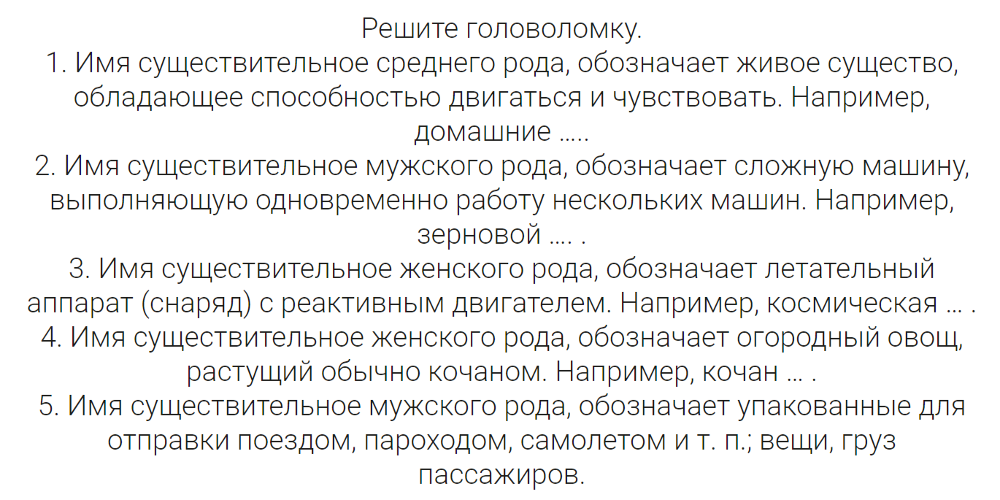 Решите головоломку.
1. Имя существительное среднего рода, обозначает живое существо,
обладающее способностью двигаться и чувствовать. Например,
домашние …..
2. Имя существительное мужского рода, обозначает сложную машину,
выполняющую одновременно работу нескольких машин. Например,
зерновой …. .
3. Имя существительное женского рода, обозначает летательный
аппарат (снаряд) с реактивным двигателем. Например, космическая … .
4. Имя существительное женского рода, обозначает огородный овощ,
растущий обычно кочаном. Например, кочан … .
5. Имя существительное мужского рода, обозначает упакованные для
отправки поездом, пароходом, самолетом и т. п.; вещи, груз
пассажиров.